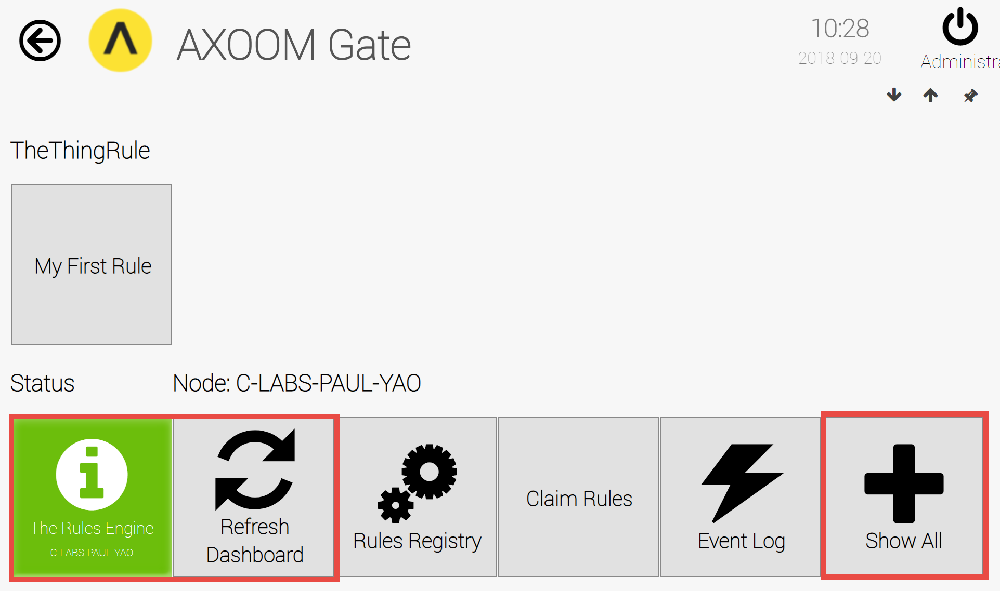 AXOOM Gate
10:28
2018-09-20
Administra
TheThingRule
My First Rule
Status
Node: C-LABS-PAUL-YAO
The Rules Engine
C-LABS-PAUL-YAO
Refresh
Dashboard
Rules Registry
Claim Rules
Event Log
Show All